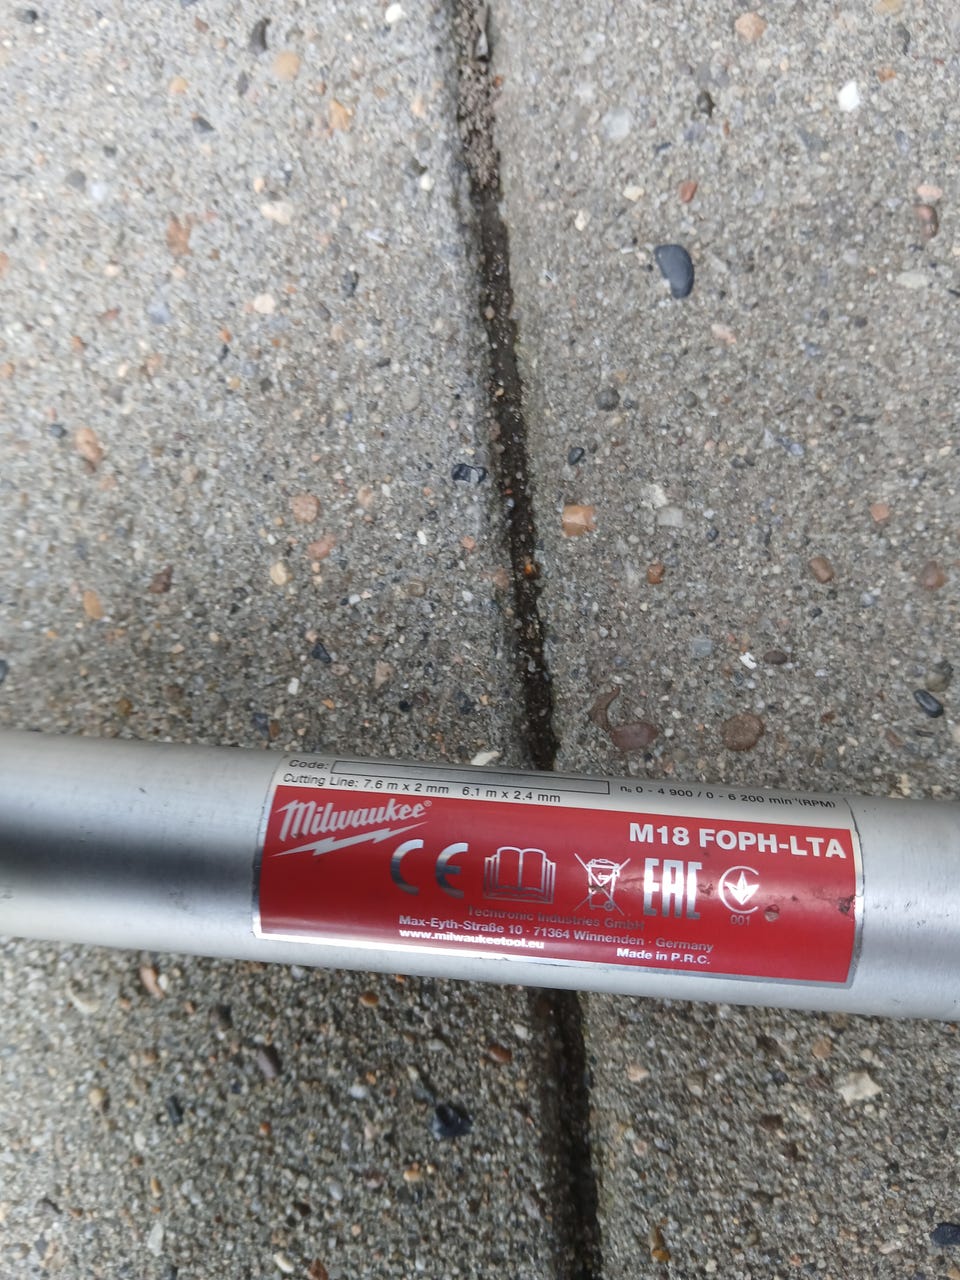 Code:
Cutting Line: 7.6 m x 2 mm 6.1 m x 2.4 mm
n₀ 0 - 4 900 / 0 - 6 200 min⁻¹(RPM)
Milwaukee®
M18 FOPH-LTA
CE
EAC
001
Techtronic Industries GmbH
Max-Eyth-Straße 10 · 71364 Winnenden · Germany
www.milwaukeetool.eu
Made in P.R.C.